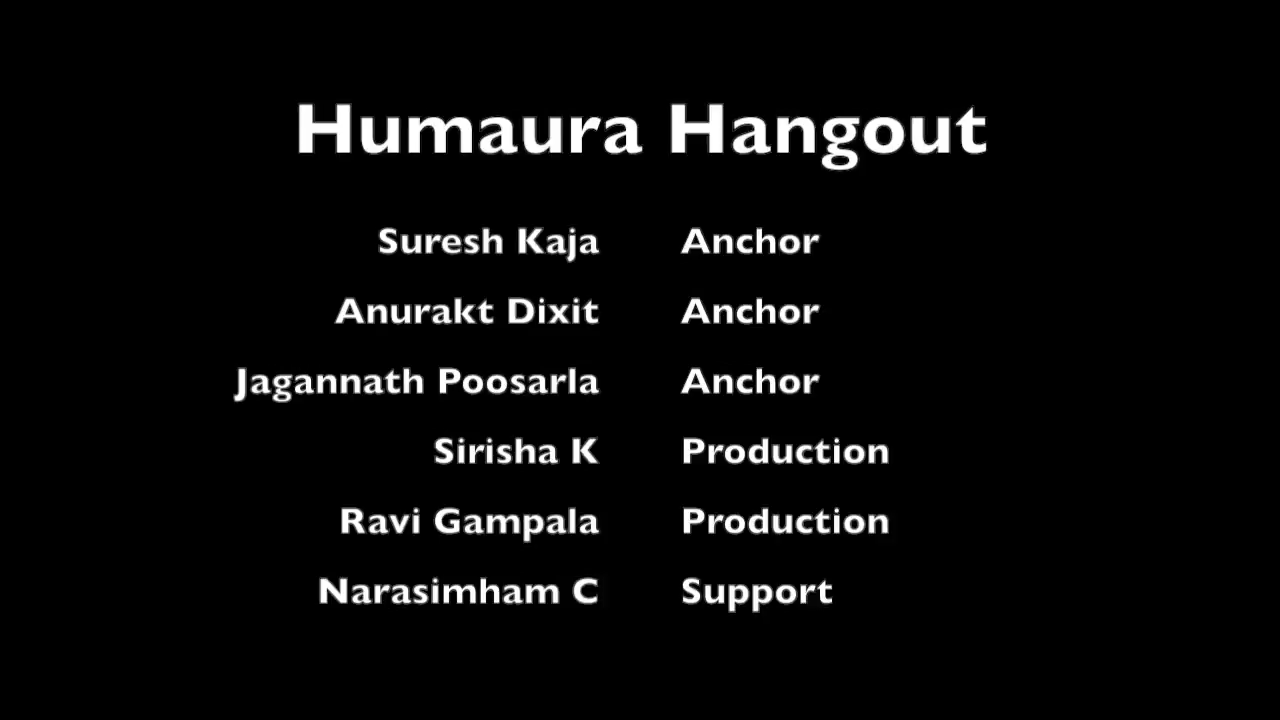 Humaura Hangout
Suresh Kaja Anchor
Anurakt Dixit Anchor
Jagannath Poosarla Anchor
Sirisha K Production
Ravi Gampala Production
Narasimham C Support